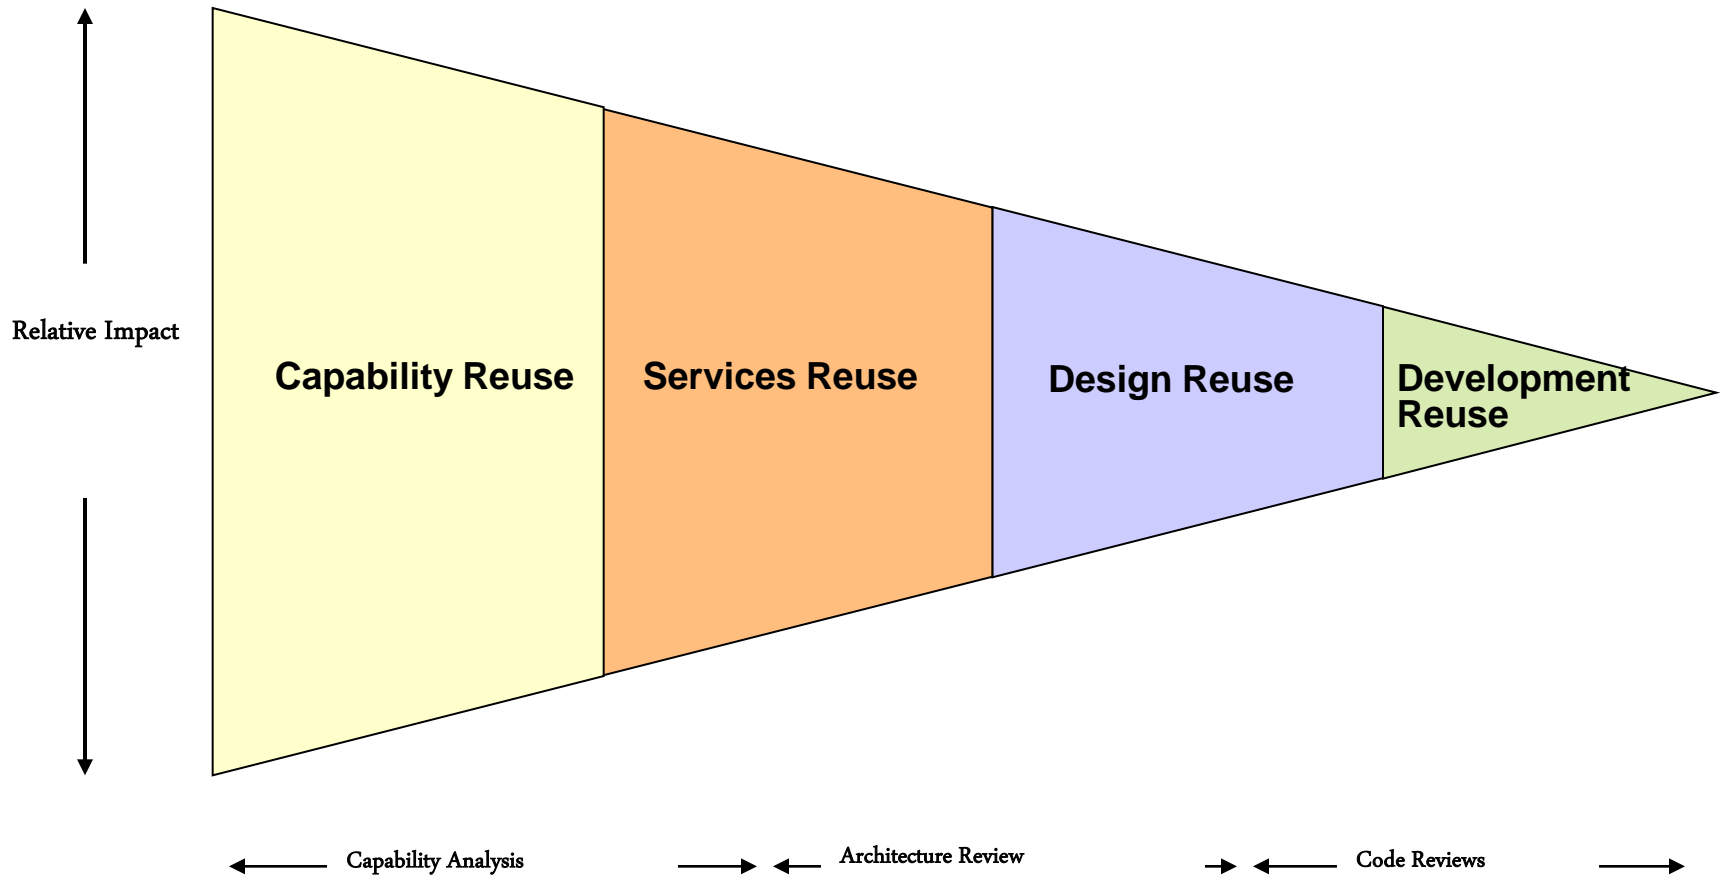 Relative Impact
Capability Reuse
Services Reuse
Design Reuse
Development
Reuse
Capability Analysis
Architecture Review
Code Reviews